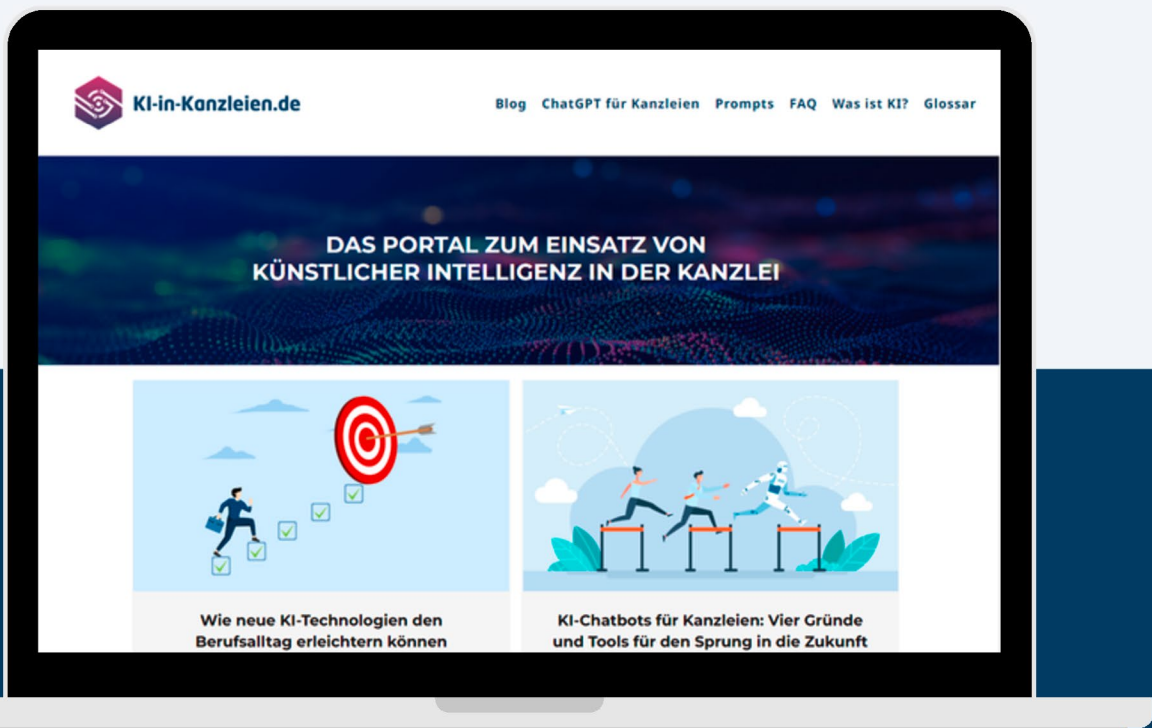 KI-in-Kanzleien.de
Blog ChatGPT für Kanzleien Prompts FAQ Was ist KI? Glossar
DAS PORTAL ZUM EINSATZ VON
KÜNSTLICHER INTELLIGENZ IN DER KANZLEI
Wie neue KI-Technologien den
Berufsalltag erleichtern können
KI-Chatbots für Kanzleien: Vier Gründe
und Tools für den Sprung in die Zukunft